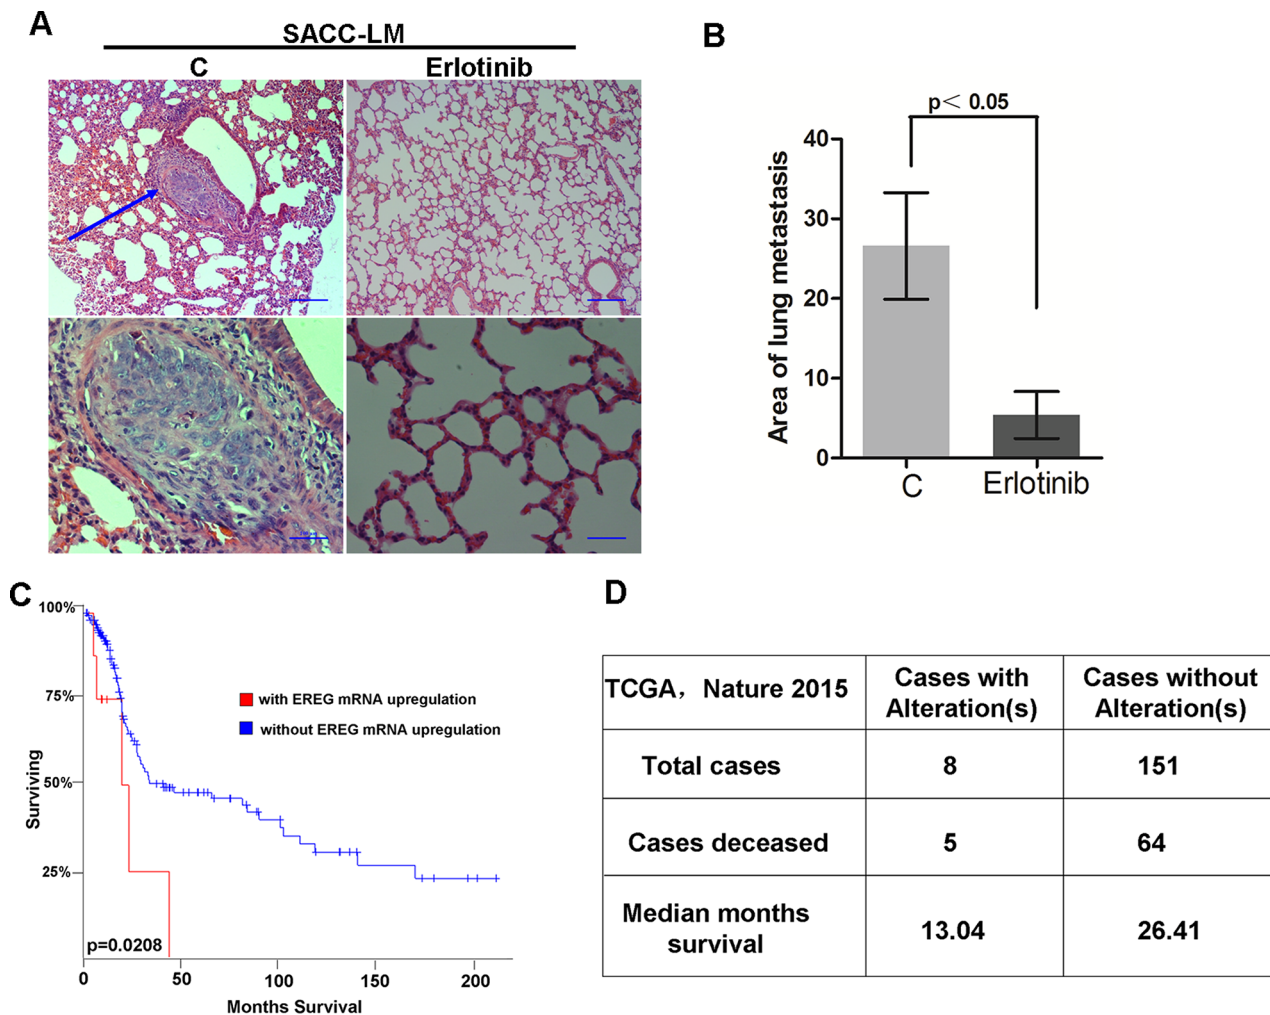 A
SACC-LM
C
Erlotinib
B
p< 0.05
40
30
20
10
0
Area of lung metastasis
C
Erlotinib
C
100%
75%
50%
25%
Surviving
with EREG mRNA upregulation
without EREG mRNA upregulation
p=0.0208
0
50
100
150
200
Months Survival
D
TCGA，Nature 2015
Cases with
Alteration(s)
Cases without
Alteration(s)
Total cases
8
151
Cases deceased
5
64
Median months
survival
13.04
26.41